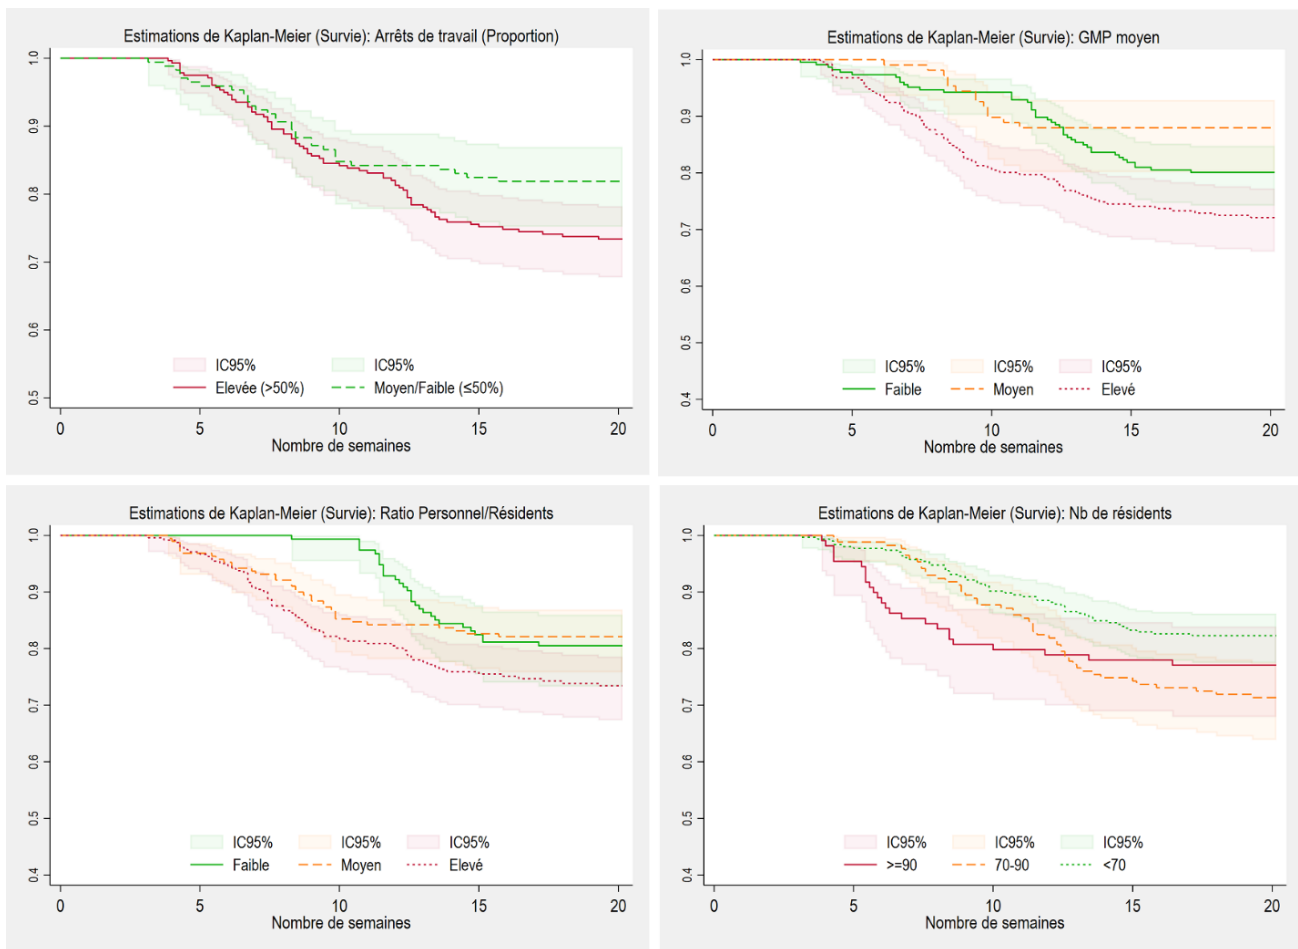 Estimations de Kaplan-Meier (Survie): Arrêts de travail (Proportion)
1.0
0.9
0.8
0.7
0.6
0.5
IC95% IC95%
Elevée (>50%) Moyen/Faible (≤50%)
0 5 10 15 20
Nombre de semaines
Estimations de Kaplan-Meier (Survie): GMP moyen
1.0
0.9
0.8
0.7
0.6
0.5
0.4
IC95% IC95% IC95%
Faible Moyen Elevé
0 5 10 15 20
Nombre de semaines
Estimations de Kaplan-Meier (Survie): Ratio Personnel/Résidents
1.0
0.9
0.8
0.7
0.6
0.5
0.4
IC95% IC95% IC95%
Faible Moyen Elevé
0 5 10 15 20
Nombre de semaines
Estimations de Kaplan-Meier (Survie): Nb de résidents
1.0
0.9
0.8
0.7
0.6
0.5
0.4
IC95% IC95% IC95%
>=90 70-90 <70
0 5 10 15 20
Nombre de semaines